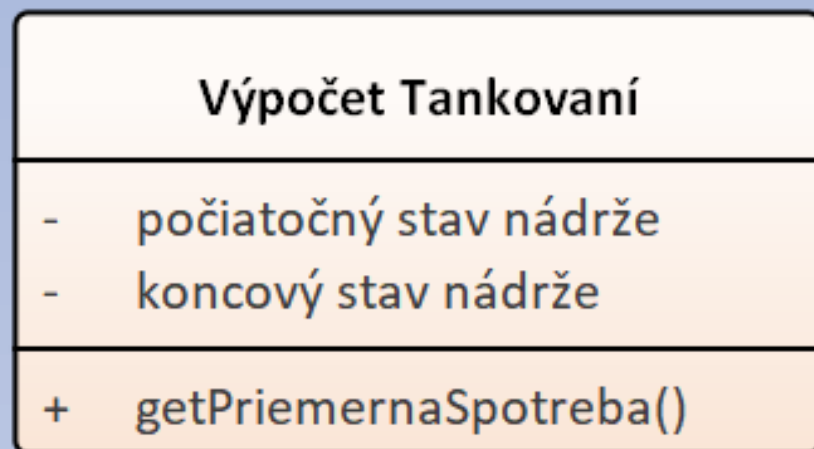 Výpočet Tankovaní
- počiatočný stav nádrže
- koncový stav nádrže
+ getPriemernaSpotreba()